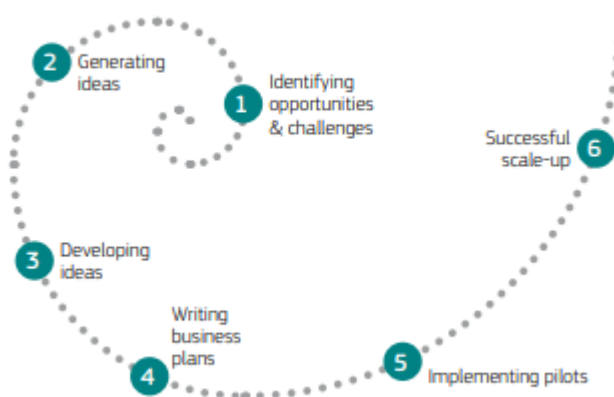 1
Identifying
opportunities
& challenges
2
Generating
ideas
3
Developing
ideas
4
Writing
business
plans
5
Implementing pilots
6
Successful
scale-up